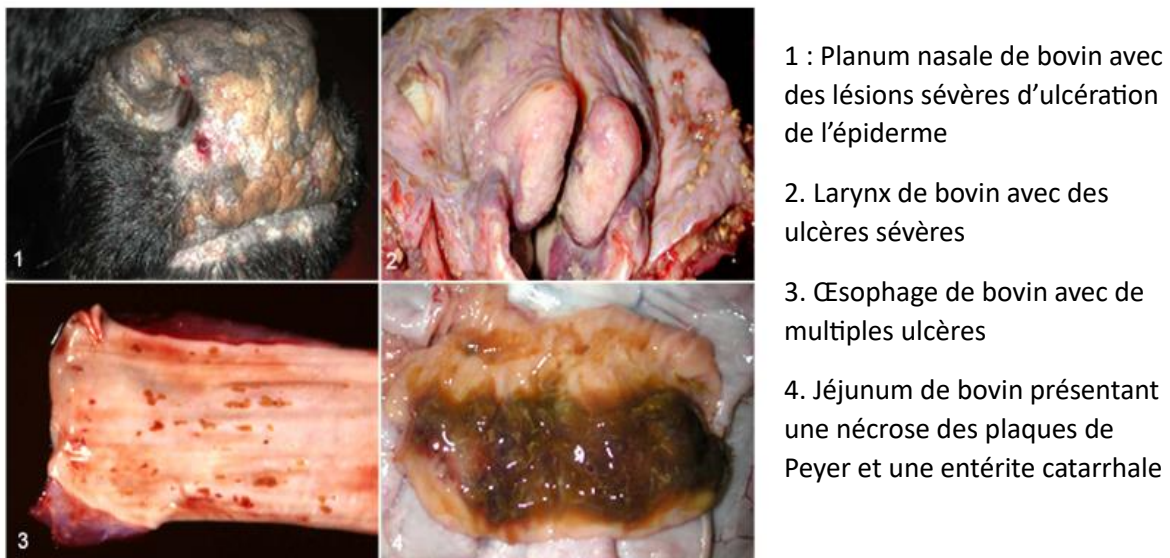 1
2
3
4
1 : Planum nasale de bovin avec
des lésions sévères d’ulcération
de l’épiderme
2. Larynx de bovin avec des
ulcères sévères
3. Œsophage de bovin avec de
multiples ulcères
4. Jéjunum de bovin présentant
une nécrose des plaques de
Peyer et une entérite catarrhale